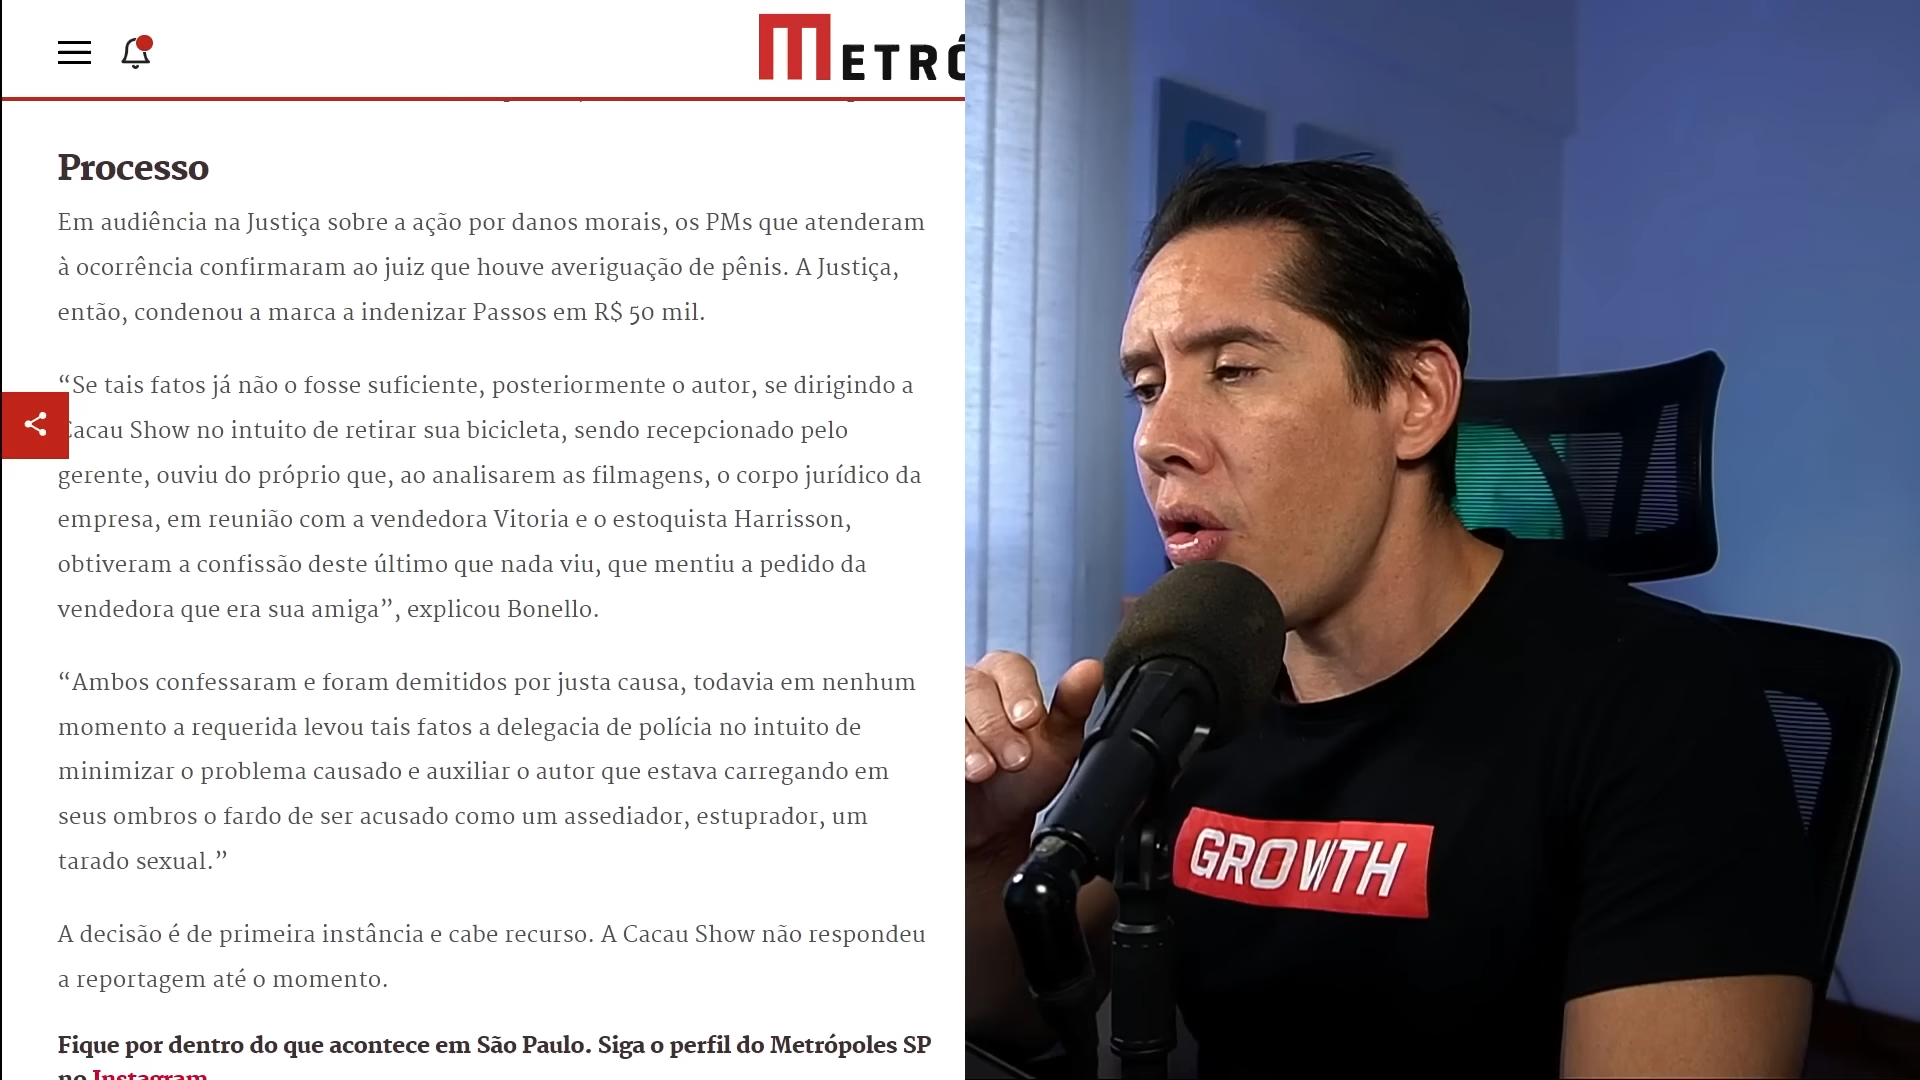 METRÓ
Processo
Em audiência na Justiça sobre a ação por danos morais, os PMs que atenderam
à ocorrência confirmaram ao juiz que houve averiguação de pênis. A Justiça,
então, condenou a marca a indenizar Passos em R$ 50 mil.
“Se tais fatos já não o fosse suficiente, posteriormente o autor, se dirigindo a
Cacau Show no intuito de retirar sua bicicleta, sendo recepcionado pelo
gerente, ouviu do próprio que, ao analisarem as filmagens, o corpo jurídico da
empresa, em reunião com a vendedora Vitoria e o estoquista Harrisson,
obtiveram a confissão deste último que nada viu, que mentiu a pedido da
vendedora que era sua amiga”, explicou Bonello.
“Ambos confessaram e foram demitidos por justa causa, todavia em nenhum
momento a requerida levou tais fatos a delegacia de polícia no intuito de
minimizar o problema causado e auxiliar o autor que estava carregando em
seus ombros o fardo de ser acusado como um assediador, estuprador, um
tarado sexual.”
A decisão é de primeira instância e cabe recurso. A Cacau Show não respondeu
a reportagem até o momento.
Fique por dentro do que acontece em São Paulo. Siga o perfil do Metrópoles SP
no Instagram
GROWTH